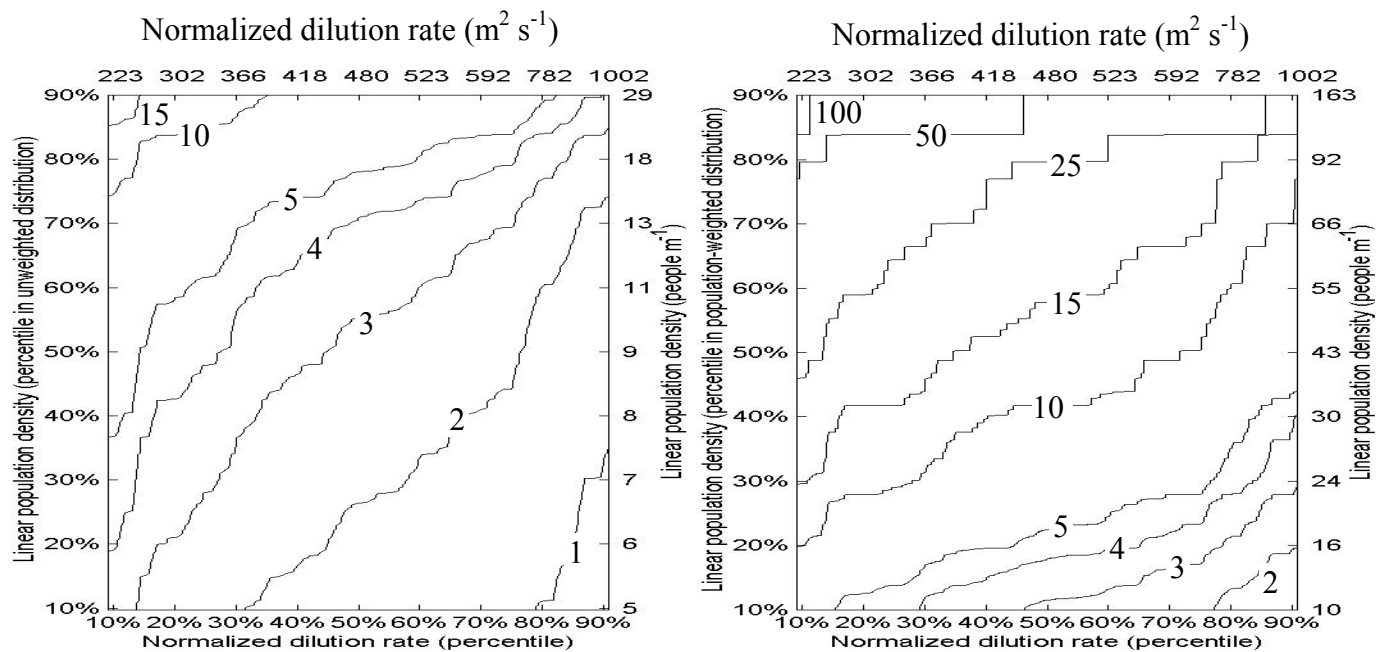 Normalized dilution rate (m² s⁻¹)
223 302 366 418 480 523 592 782 1002
90% 29
80% 18
70% 13
60% 11
50% 9
40% 8
30% 7
20% 6
10% 5
10% 20% 30% 40% 50% 60% 70% 80% 90%
Normalized dilution rate (percentile)
Linear population density (percentile in unweighted distribution)
Linear population density (people m⁻¹)
15
10
5
4
3
2
1
Normalized dilution rate (m² s⁻¹)
223 302 366 418 480 523 592 782 1002
90% 163
80% 92
70% 66
60% 55
50% 43
40% 30
30% 24
20% 16
10% 10
10% 20% 30% 40% 50% 60% 70% 80% 90%
Normalized dilution rate (percentile)
Linear population density (percentile in population-weighted distribution)
Linear population density (people m⁻¹)
100
50
25
15
10
5
4
3
2